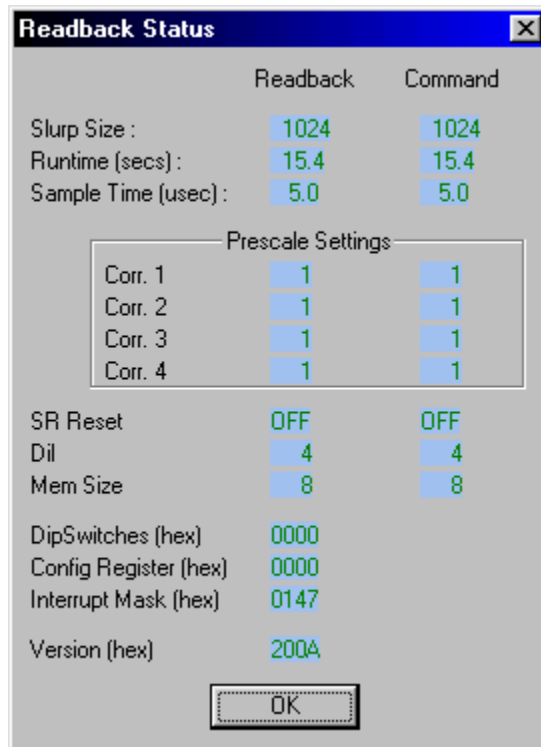 Readback Status
Readback Command
Slurp Size : 1024 1024
Runtime (secs) : 15.4 15.4
Sample Time (usec) : 5.0 5.0
Prescale Settings
Corr. 1 1 1
Corr. 2 1 1
Corr. 3 1 1
Corr. 4 1 1
SR Reset OFF OFF
Dil 4 4
Mem Size 8 8
DipSwitches (hex) 0000
Config Register (hex) 0000
Interrupt Mask (hex) 0147
Version (hex) 200A
OK